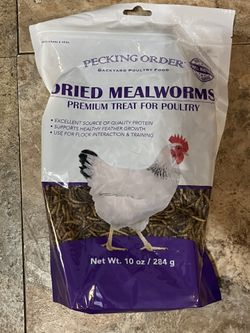 PECKING ORDER
BACKYARD POULTRY FOOD
DRIED MEALWORMS
PREMIUM TREAT FOR POULTRY
• EXCELLENT SOURCE OF QUALITY PROTEIN
• SUPPORTS HEALTHY FEATHER GROWTH
• USE FOR FLOCK INTERACTION & TRAINING
Net Wt. 10 oz / 284 g